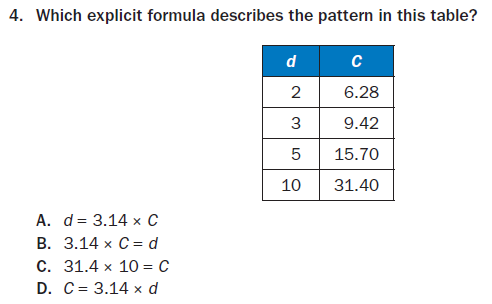 4. Which explicit formula describes the pattern in this table?
d C
2 6.28
3 9.42
5 15.70
10 31.40
A. d = 3.14 × C
B. 3.14 × C = d
C. 31.4 × 10 = C
D. C = 3.14 × d